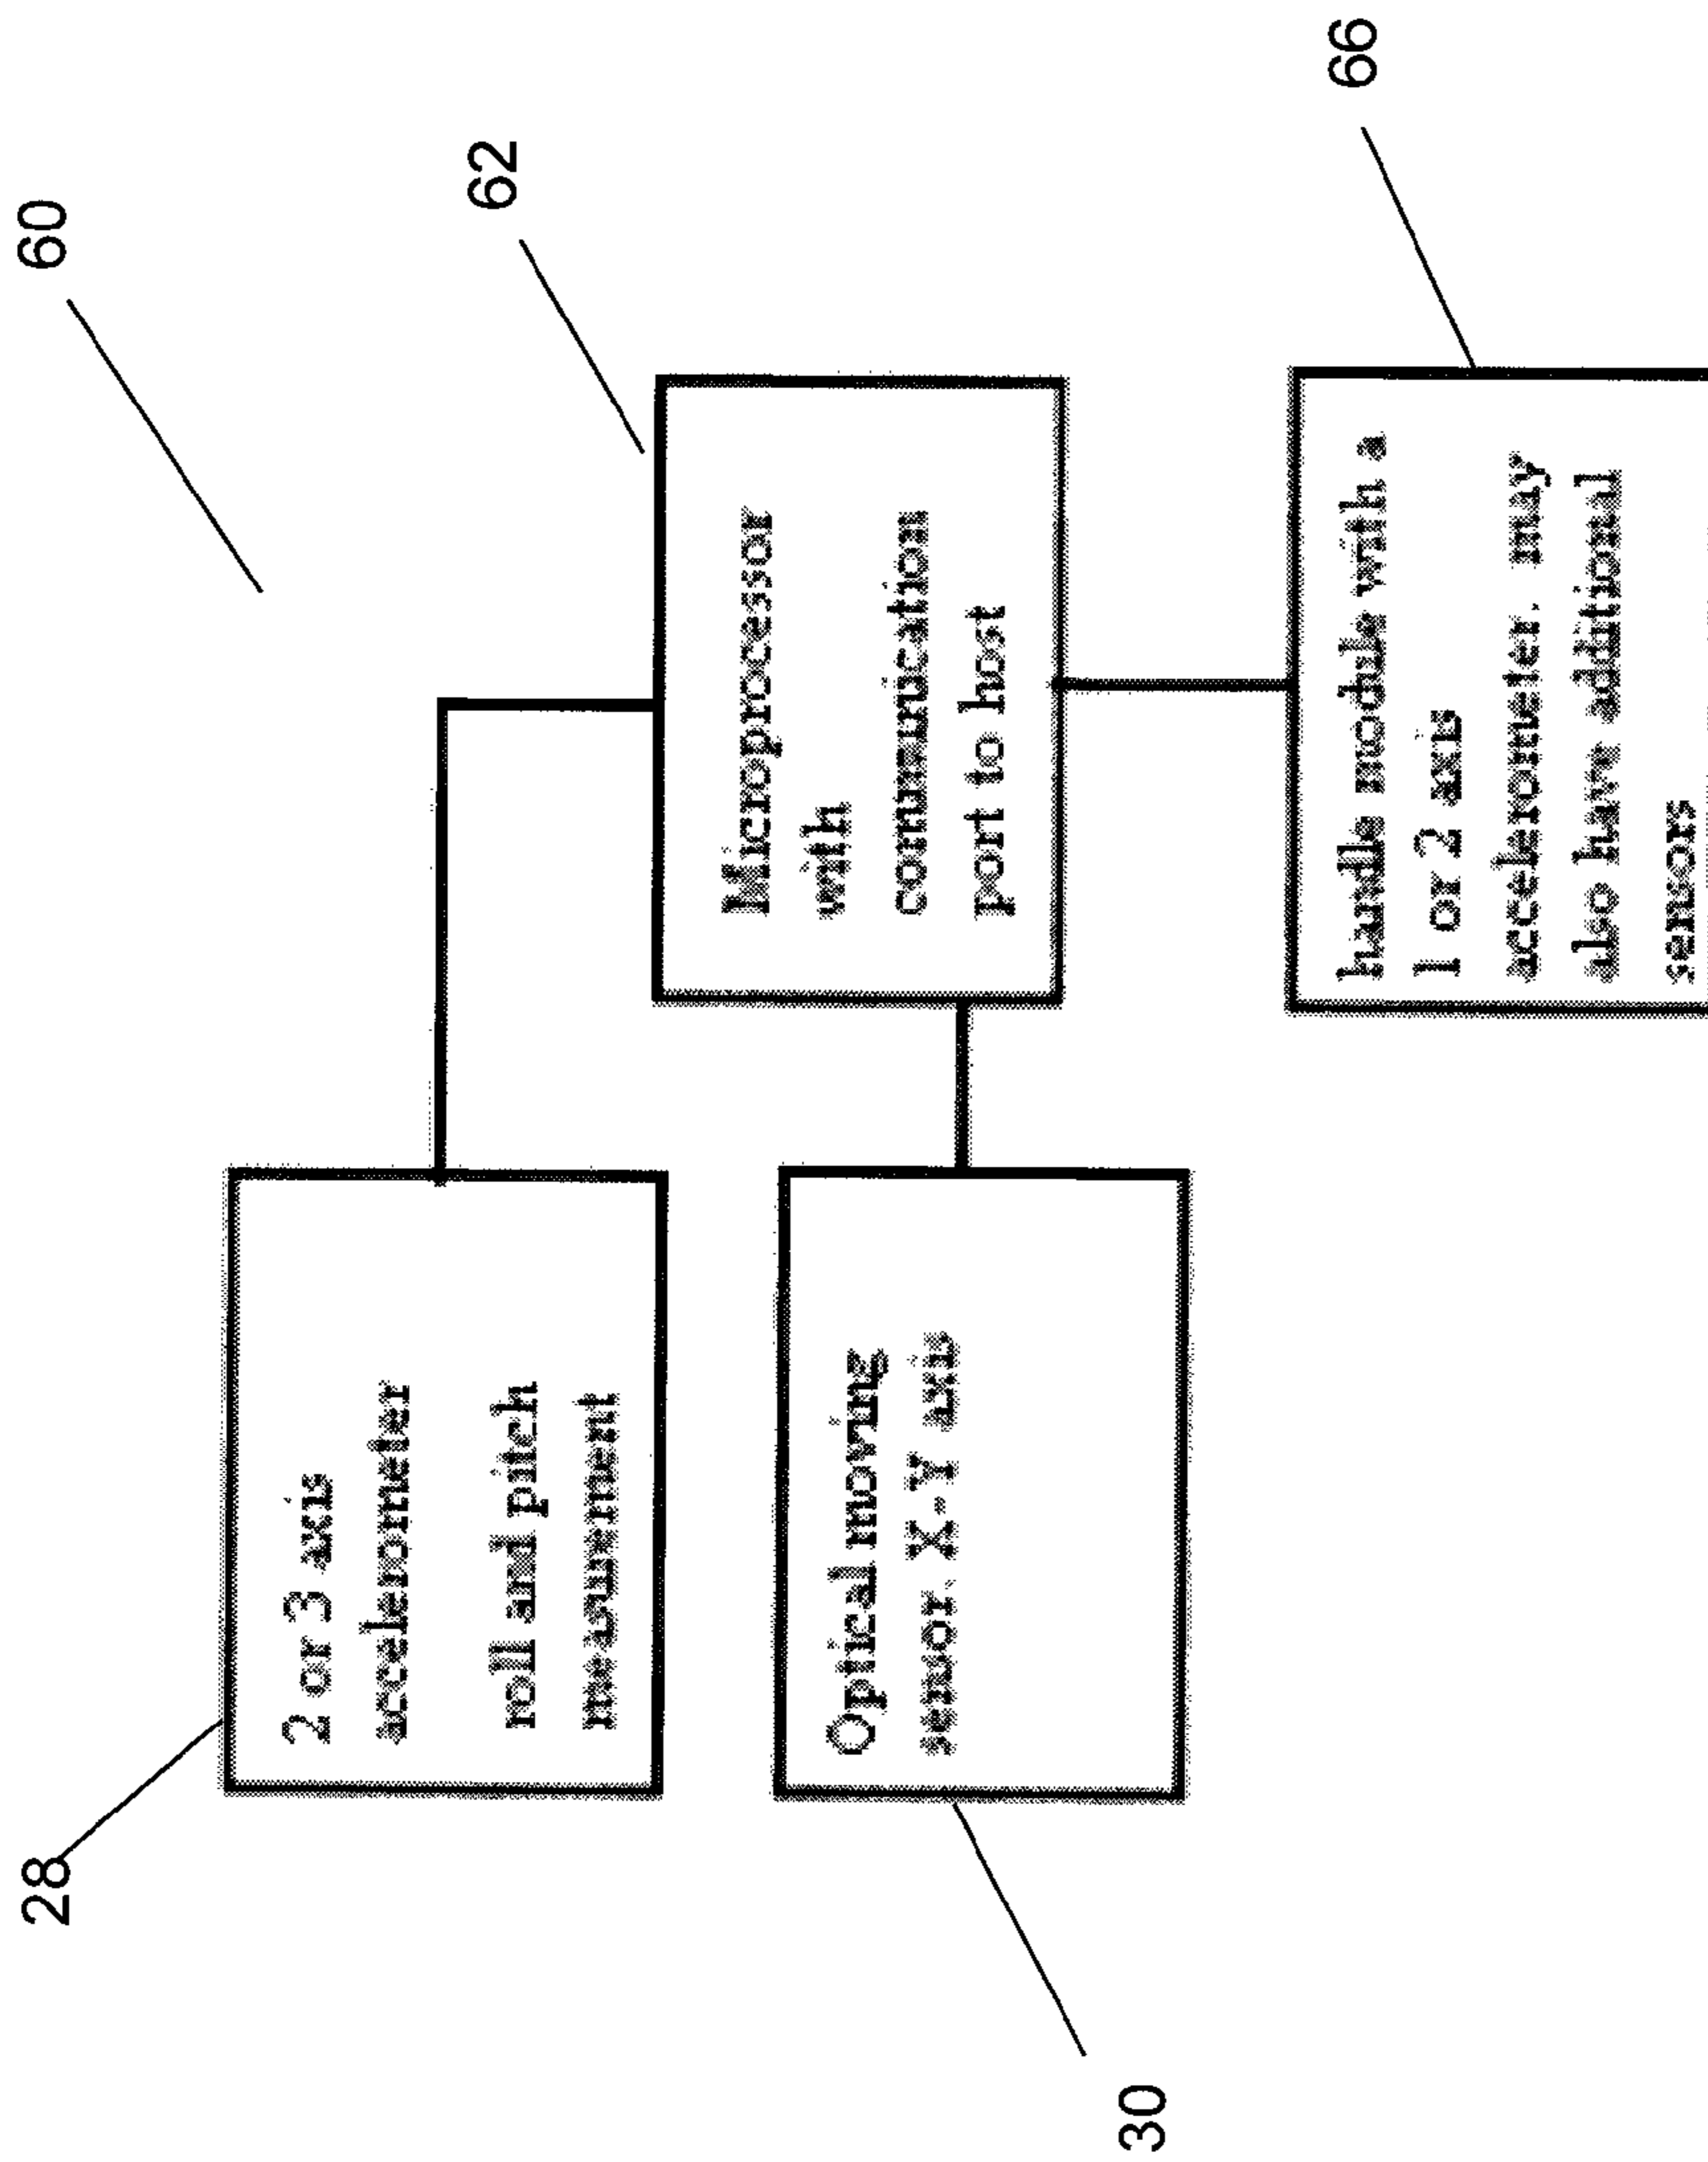 60
62
66
28
2 or 3 axis
accelerometer
roll and pitch
measurement
Microprocessor
with
communication
port to host
30
Optical moving
sensor. X-Y axis
handle module with a
1 or 2 axis
accelerometer. may
also have additional
sensors